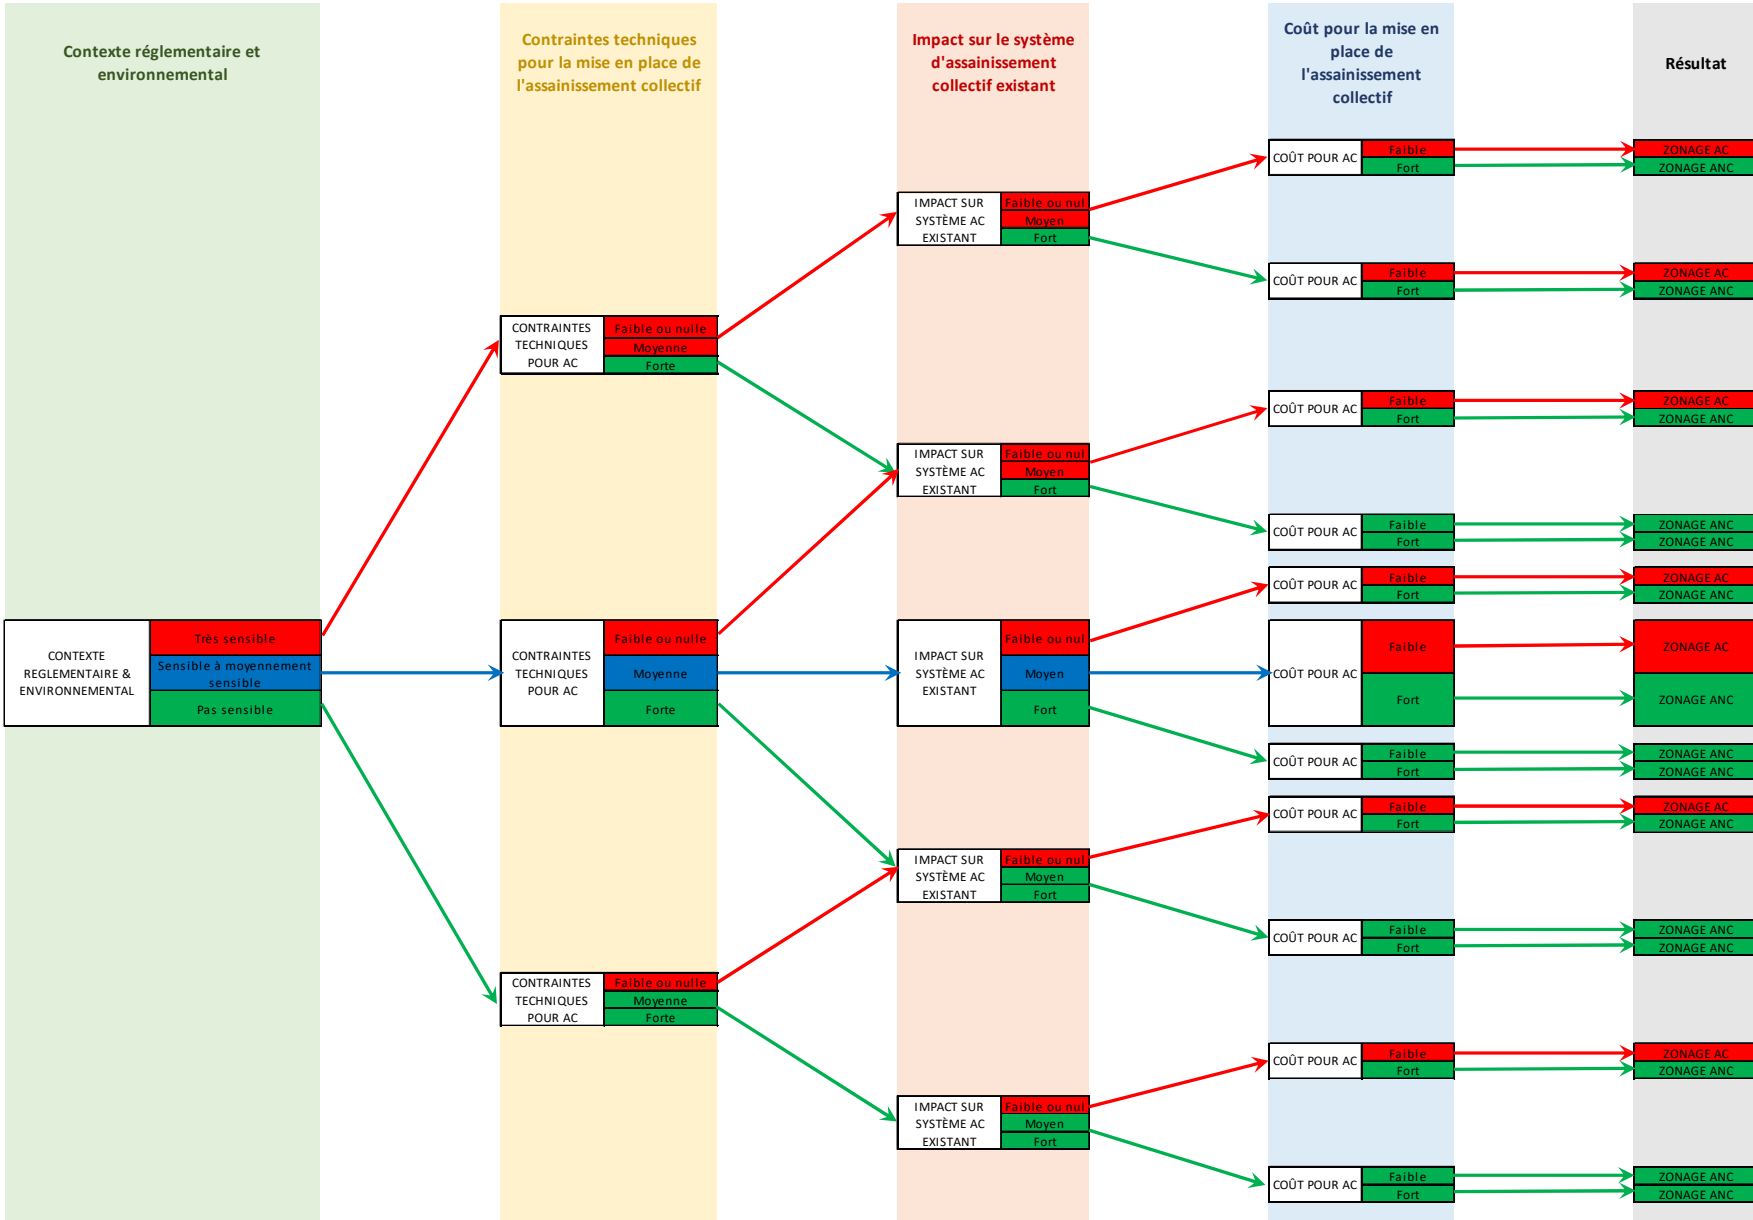 Contexte réglementaire et
environnemental
Contraintes techniques
pour la mise en place de
l'assainissement collectif
Impact sur le système
d'assainissement
collectif existant
Coût pour la mise en
place de
l'assainissement
collectif
Résultat
CONTEXTE
REGLEMENTAIRE &
ENVIRONNEMENTAL
Très sensible
Sensible à moyennement
sensible
Pas sensible
CONTRAINTES
TECHNIQUES
POUR AC
Faible ou nulle
Moyenne
Forte
CONTRAINTES
TECHNIQUES
POUR AC
Faible ou nulle
Moyenne
Forte
CONTRAINTES
TECHNIQUES
POUR AC
Faible ou nulle
Moyenne
Forte
IMPACT SUR
SYSTÈME AC
EXISTANT
Faible ou nul
Moyen
Fort
IMPACT SUR
SYSTÈME AC
EXISTANT
Faible ou nul
Moyen
Fort
IMPACT SUR
SYSTÈME AC
EXISTANT
Faible ou nul
Moyen
Fort
IMPACT SUR
SYSTÈME AC
EXISTANT
Faible ou nul
Moyen
Fort
IMPACT SUR
SYSTÈME AC
EXISTANT
Faible ou nul
Moyen
Fort
COÛT POUR AC
Faible
Fort
ZONAGE AC
ZONAGE ANC
COÛT POUR AC
Faible
Fort
ZONAGE AC
ZONAGE ANC
COÛT POUR AC
Faible
Fort
ZONAGE AC
ZONAGE ANC
COÛT POUR AC
Faible
Fort
ZONAGE ANC
ZONAGE ANC
COÛT POUR AC
Faible
Fort
ZONAGE AC
ZONAGE ANC
COÛT POUR AC
Faible
Fort
ZONAGE AC
ZONAGE ANC
COÛT POUR AC
Faible
Fort
ZONAGE ANC
ZONAGE ANC
COÛT POUR AC
Faible
Fort
ZONAGE AC
ZONAGE ANC
COÛT POUR AC
Faible
Fort
ZONAGE ANC
ZONAGE ANC
COÛT POUR AC
Faible
Fort
ZONAGE AC
ZONAGE ANC
COÛT POUR AC
Faible
Fort
ZONAGE ANC
ZONAGE ANC